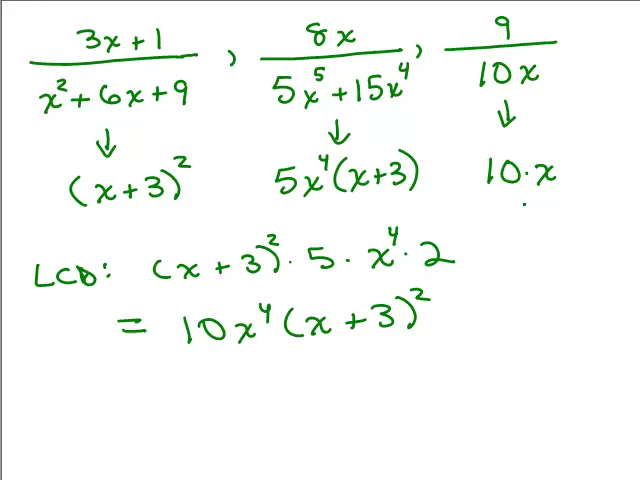 3x + 1 , 8x , 9
x² + 6x + 9 5x⁵ + 15x⁴ 10x
↓ ↓ ↓
(x + 3)² 5x⁴(x + 3) 10 · x
LCD: (x + 3)² · 5 · x⁴ · 2
= 10x⁴(x + 3)²